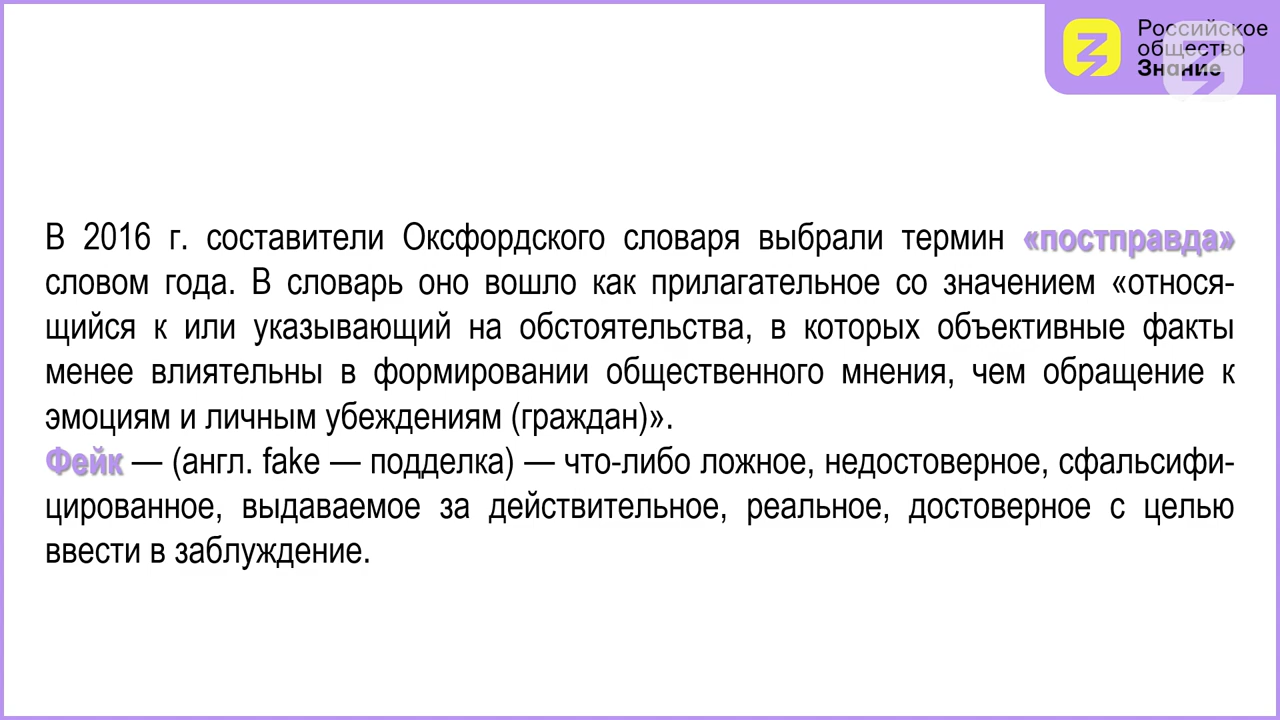 Российское
общество
Знание
В 2016 г. составители Оксфордского словаря выбрали термин «постправда»
словом года. В словарь оно вошло как прилагательное со значением «относя-
щийся к или указывающий на обстоятельства, в которых объективные факты
менее влиятельны в формировании общественного мнения, чем обращение к
эмоциям и личным убеждениям (граждан)».
Фейк — (англ. fake — подделка) — что-либо ложное, недостоверное, сфальсифи-
цированное, выдаваемое за действительное, реальное, достоверное с целью
ввести в заблуждение.